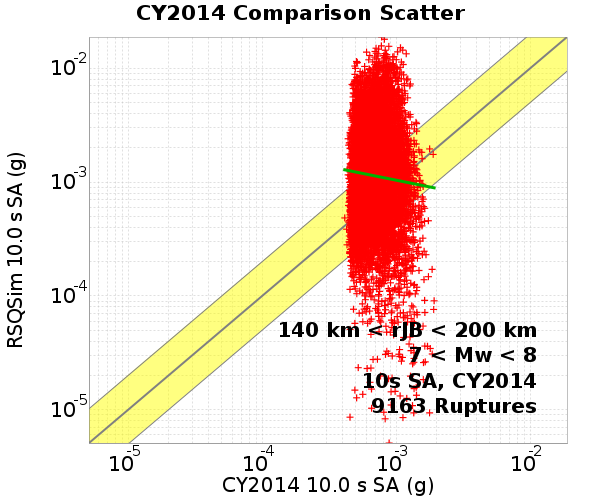 CY2014 Comparison Scatter
RSQSim 10.0 s SA (g)
10-2
10-3
10-4
10-5
140 km < rJB < 200 km
7 < Mw < 8
10s SA, CY2014
9163 Ruptures
10-5 10-4 10-3 10-2
CY2014 10.0 s SA (g)